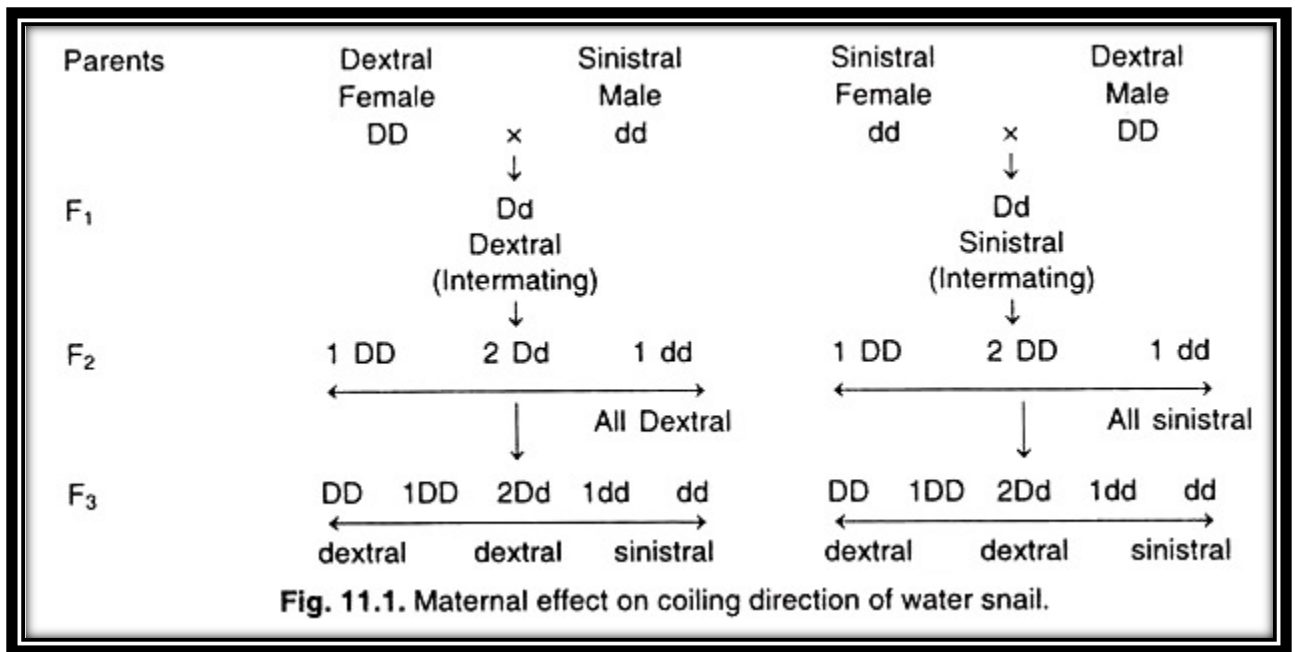 Parents Dextral Sinistral Sinistral Dextral
Female Male Female Male
DD × dd dd × DD
↓ ↓
F₁ Dd Dd
Dextral Sinistral
(Intermating) (Intermating)
↓ ↓
F₂ 1 DD 2 Dd 1 dd 1 DD 2 DD 1 dd
All Dextral All sinistral
F₃ DD 1DD 2Dd 1dd dd DD 1DD 2Dd 1dd dd
dextral dextral sinistral dextral dextral sinistral
Fig. 11.1. Maternal effect on coiling direction of water snail.